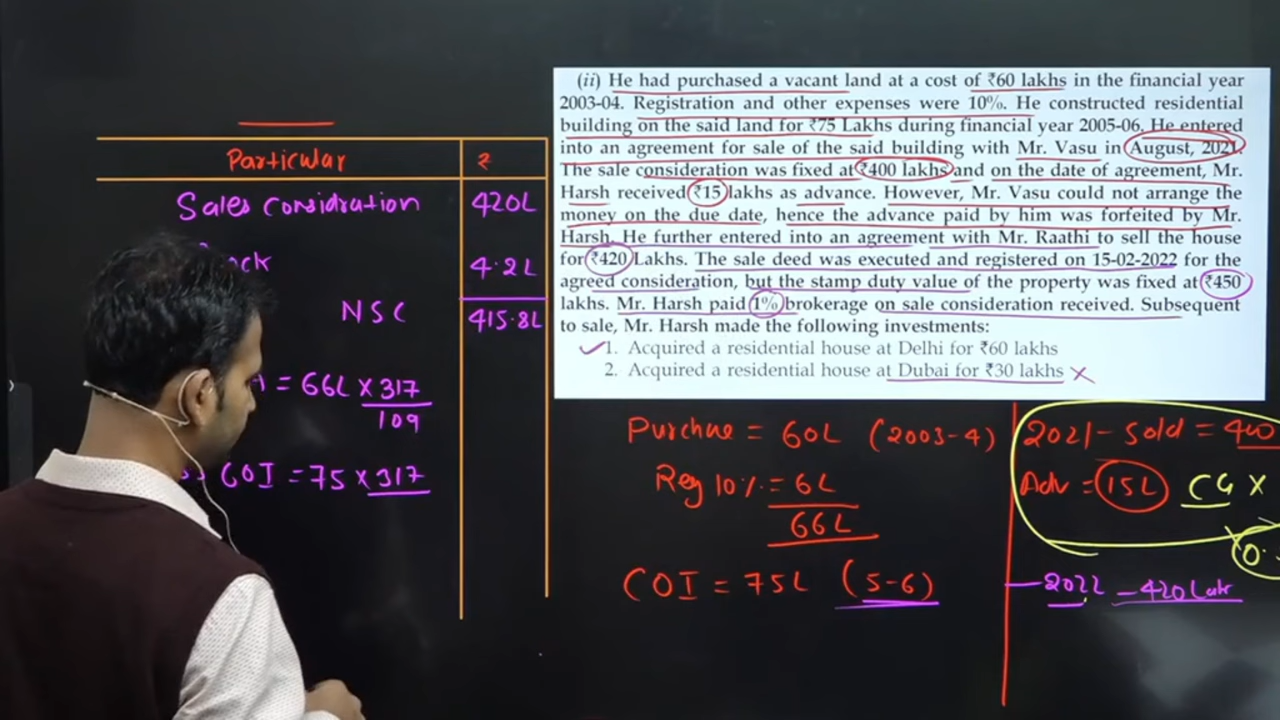 Particular ₹
Sales Considration 420L
ock 4.2L
NSC 415.8L
= 66L × 317
109
COI = 75 × 317
(ii) He had purchased a vacant land at a cost of ₹60 lakhs in the financial year
2003-04. Registration and other expenses were 10%. He constructed residential
building on the said land for ₹75 Lakhs during financial year 2005-06. He entered
into an agreement for sale of the said building with Mr. Vasu in August, 2021.
The sale consideration was fixed at ₹400 lakhs and on the date of agreement, Mr.
Harsh received ₹15 lakhs as advance. However, Mr. Vasu could not arrange the
money on the due date, hence the advance paid by him was forfeited by Mr.
Harsh. He further entered into an agreement with Mr. Raathi to sell the house
for ₹420 Lakhs. The sale deed was executed and registered on 15-02-2022 for the
agreed consideration, but the stamp duty value of the property was fixed at ₹450
lakhs. Mr. Harsh paid 1% brokerage on sale consideration received. Subsequent
to sale, Mr. Harsh made the following investments:
1. Acquired a residential house at Delhi for ₹60 lakhs
2. Acquired a residential house at Dubai for ₹30 lakhs ×
Purchae = 60L (2003-4)
Reg 10% = 6L
66L
COI = 75L (5-6)
2021 - Sold = 400
Adv = 15L CG ×
2022 - 420 Lakr